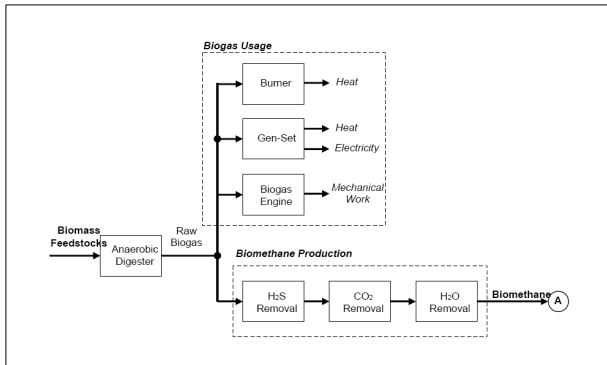 Biogas Usage
Burner
Heat
Gen-Set
Heat
Electricity
Biogas
Engine
Mechanical
Work
Biomass
Feedstocks
Anaerobic
Digester
Raw
Biogas
Biomethane Production
H₂S
Removal
CO₂
Removal
H₂O
Removal
Biomethane
A